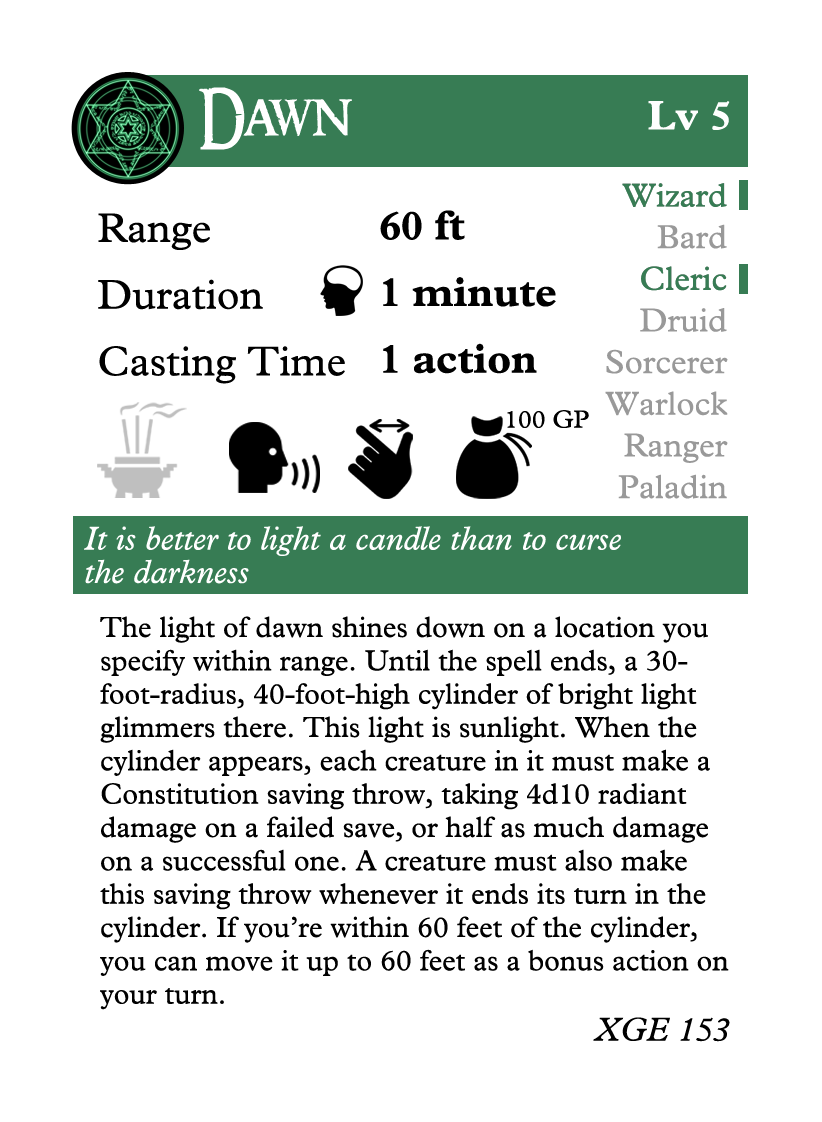 DAWN
Lv 5
Range 60 ft
Duration 1 minute
Casting Time 1 action
100 GP
Wizard
Bard
Cleric
Druid
Sorcerer
Warlock
Ranger
Paladin
It is better to light a candle than to curse
the darkness
The light of dawn shines down on a location you
specify within range. Until the spell ends, a 30-
foot-radius, 40-foot-high cylinder of bright light
glimmers there. This light is sunlight. When the
cylinder appears, each creature in it must make a
Constitution saving throw, taking 4d10 radiant
damage on a failed save, or half as much damage
on a successful one. A creature must also make
this saving throw whenever it ends its turn in the
cylinder. If you’re within 60 feet of the cylinder,
you can move it up to 60 feet as a bonus action on
your turn.
XGE 153